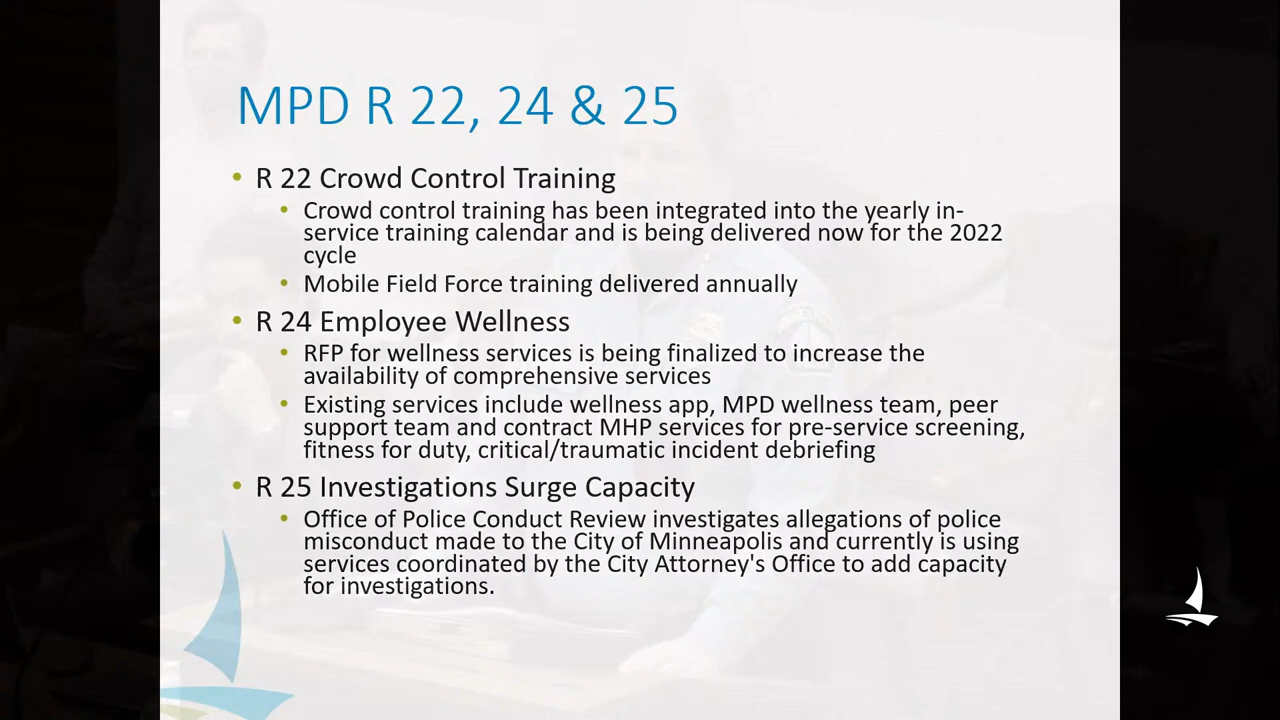 MPD R 22, 24 & 25
• R 22 Crowd Control Training
• Crowd control training has been integrated into the yearly in-
service training calendar and is being delivered now for the 2022
cycle
• Mobile Field Force training delivered annually
• R 24 Employee Wellness
• RFP for wellness services is being finalized to increase the
availability of comprehensive services
• Existing services include wellness app, MPD wellness team, peer
support team and contract MHP services for pre-service screening,
fitness for duty, critical/traumatic incident debriefing
• R 25 Investigations Surge Capacity
• Office of Police Conduct Review investigates allegations of police
misconduct made to the City of Minneapolis and currently is using
services coordinated by the City Attorney's Office to add capacity
for investigations.